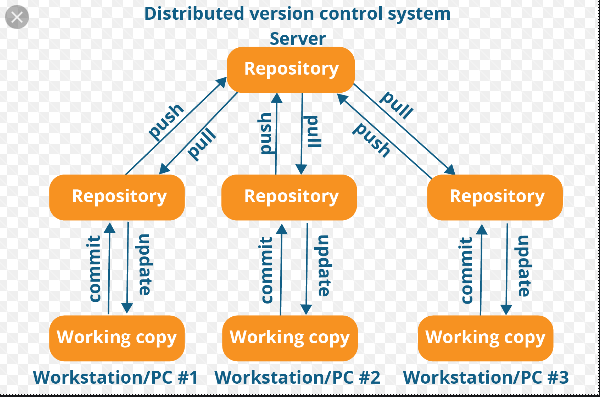 Distributed version control system
Server
Repository
push
pull
push
pull
pull
push
Repository
Repository
Repository
commit
update
commit
update
commit
update
Working copy
Working copy
Working copy
Workstation/PC #1
Workstation/PC #2
Workstation/PC #3